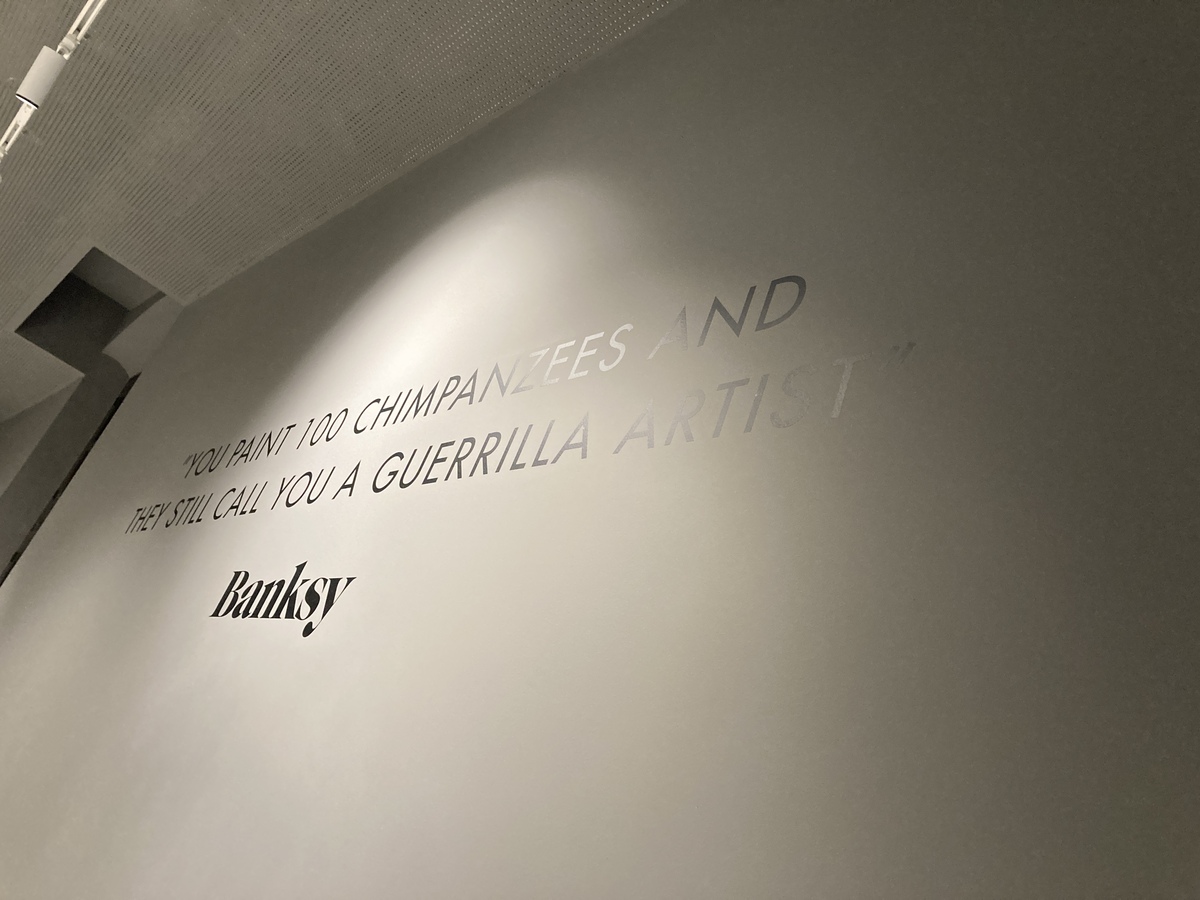 "YOU PAINT 100 CHIMPANZEES AND
THEY STILL CALL YOU A GUERRILLA ARTIST"
Banksy